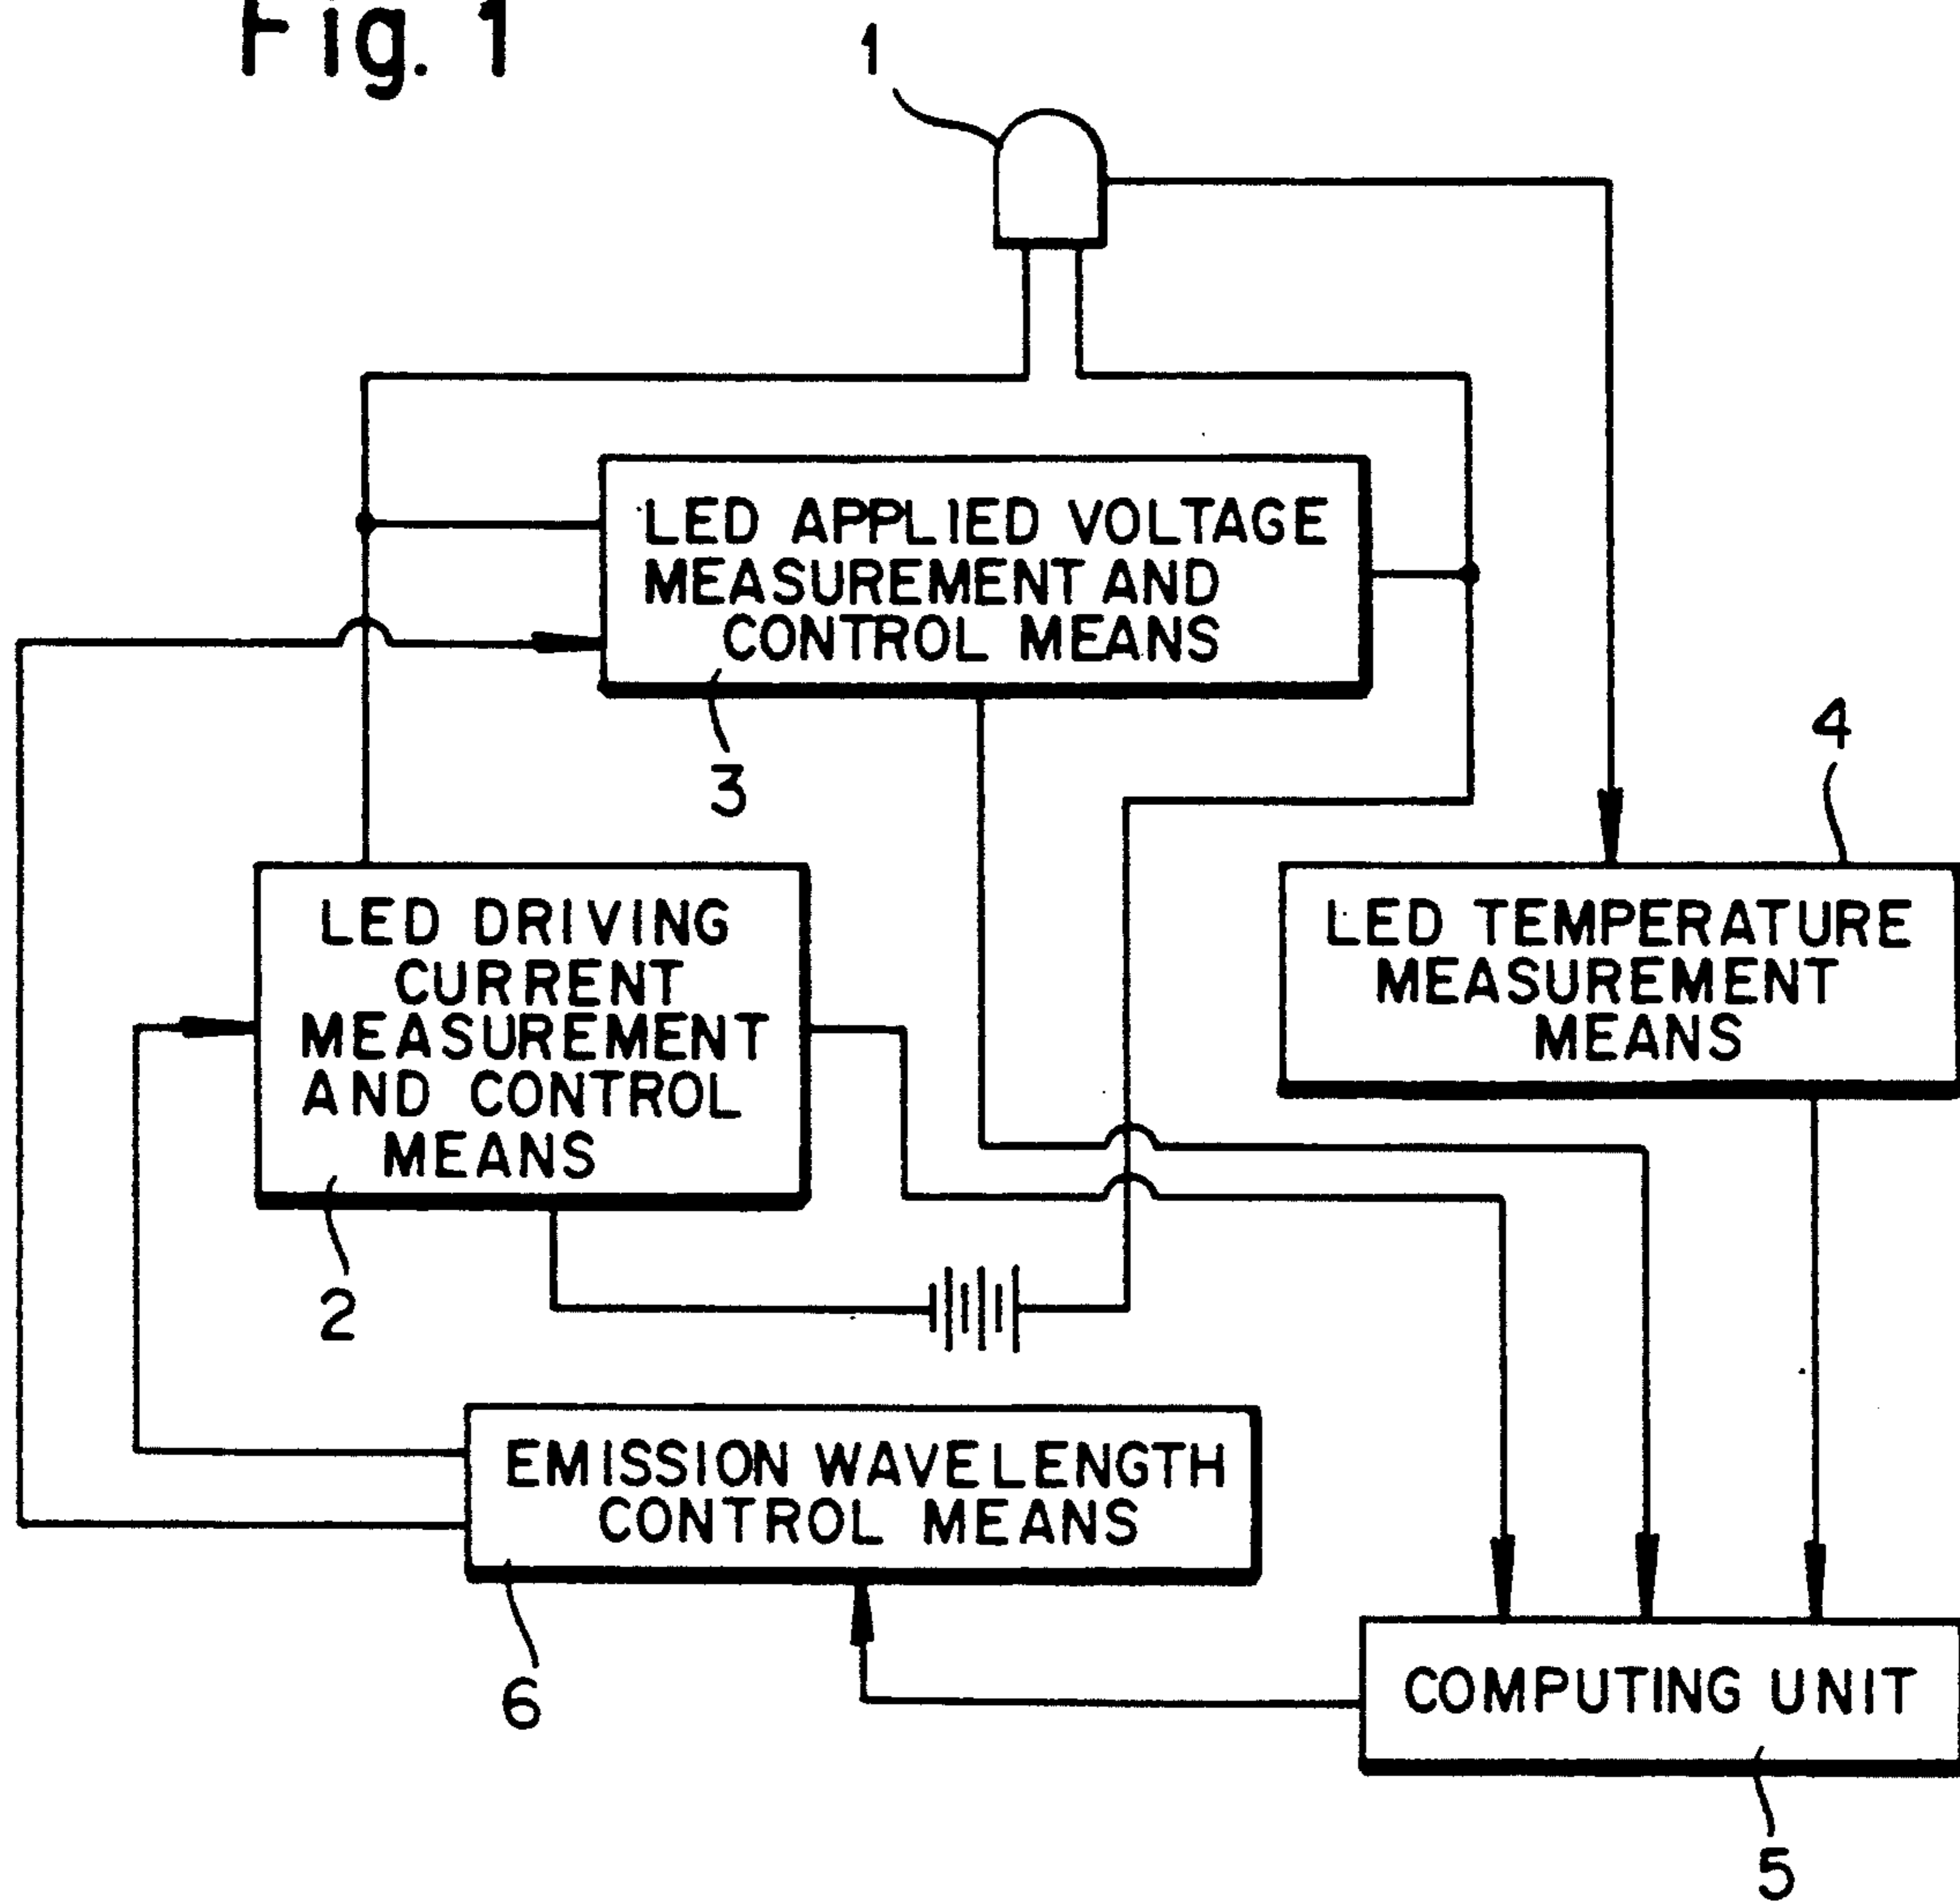 Fig. 1
1
LED APPLIED VOLTAGE
MEASUREMENT AND
CONTROL MEANS
3
4
LED DRIVING
CURRENT
MEASUREMENT
AND CONTROL
MEANS
2
LED TEMPERATURE
MEASUREMENT
MEANS
EMISSION WAVELENGTH
CONTROL MEANS
6
COMPUTING UNIT
5